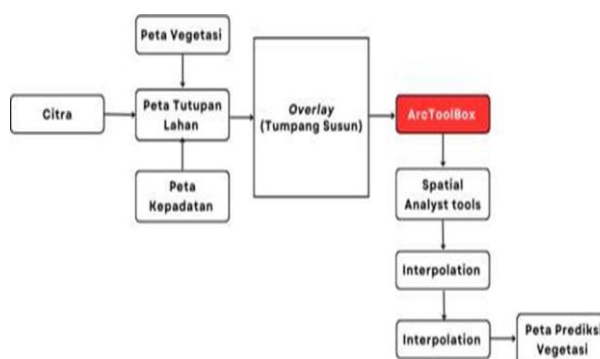 Peta Vegetasi
Citra
Peta Tutupan
Lahan
Peta
Kepadatan
Overlay
(Tumpang Susun)
ArcToolBox
Spatial
Analyst tools
Interpolation
Interpolation
Peta Prediksi
Vegetasi